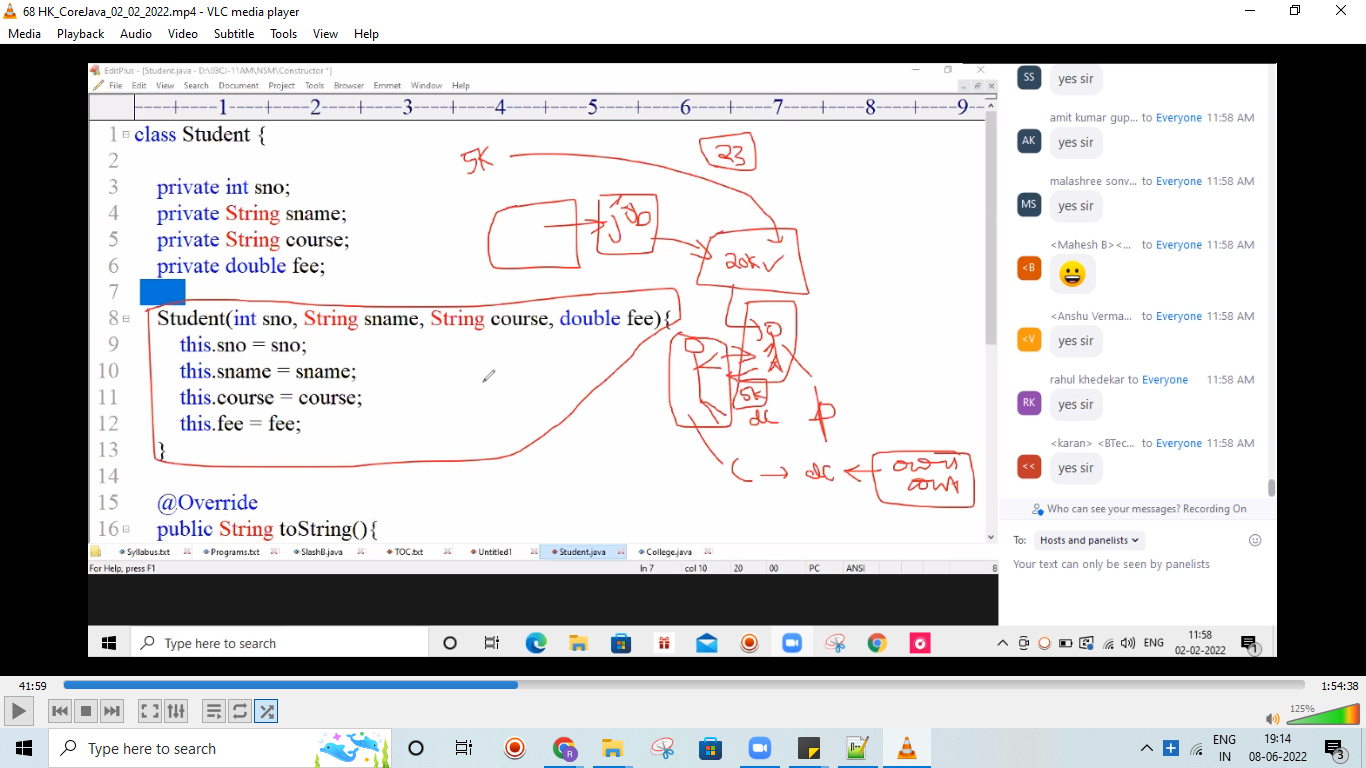 68 HK_CoreJava_02_02_2022.mp4 - VLC media player
Media Playback Audio Video Subtitle Tools View Help
EditPlus - [Student.java - D:\
File Edit View Search Document Project Tools Browser Emmet Window Help
----+----1----+----2----+----3----+----4----+----5----+----6----+----7----+----8----+----9--
1 class Student {
2
3 private int sno;
4 private String sname;
5 private String course;
6 private double fee;
7
8 Student(int sno, String sname, String course, double fee){
9 this.sno = sno;
10 this.sname = sname;
11 this.course = course;
12 this.fee = fee;
13 }
14
15 @Override
16 public String toString(){
5K
23
job
20K
5K
Syllabus.txt Programs.txt SlashB.java TOC.txt Untitled1 Student.java College.java
For Help, press F1 ln 7 col 10 20 00 PC ANSI 8
SS yes sir
amit kumar gup... to Everyone 11:58 AM
AK yes sir
malashree sonv... to Everyone 11:58 AM
MS yes sir
<Mahesh B><... to Everyone 11:58 AM
<B
<Anshu Verma... to Everyone 11:58 AM
<V yes sir
rahul khedekar to Everyone 11:58 AM
RK yes sir
<karan> <BTec... to Everyone 11:58 AM
<< yes sir
Who can see your messages? Recording On
To: Hosts and panelists
Your text can only be seen by panelists
Type here to search
ENG
11:58
02-02-2022
1
41:59
1:54:38
125%
Type here to search
ENG
IN
19:14
08-06-2022
3